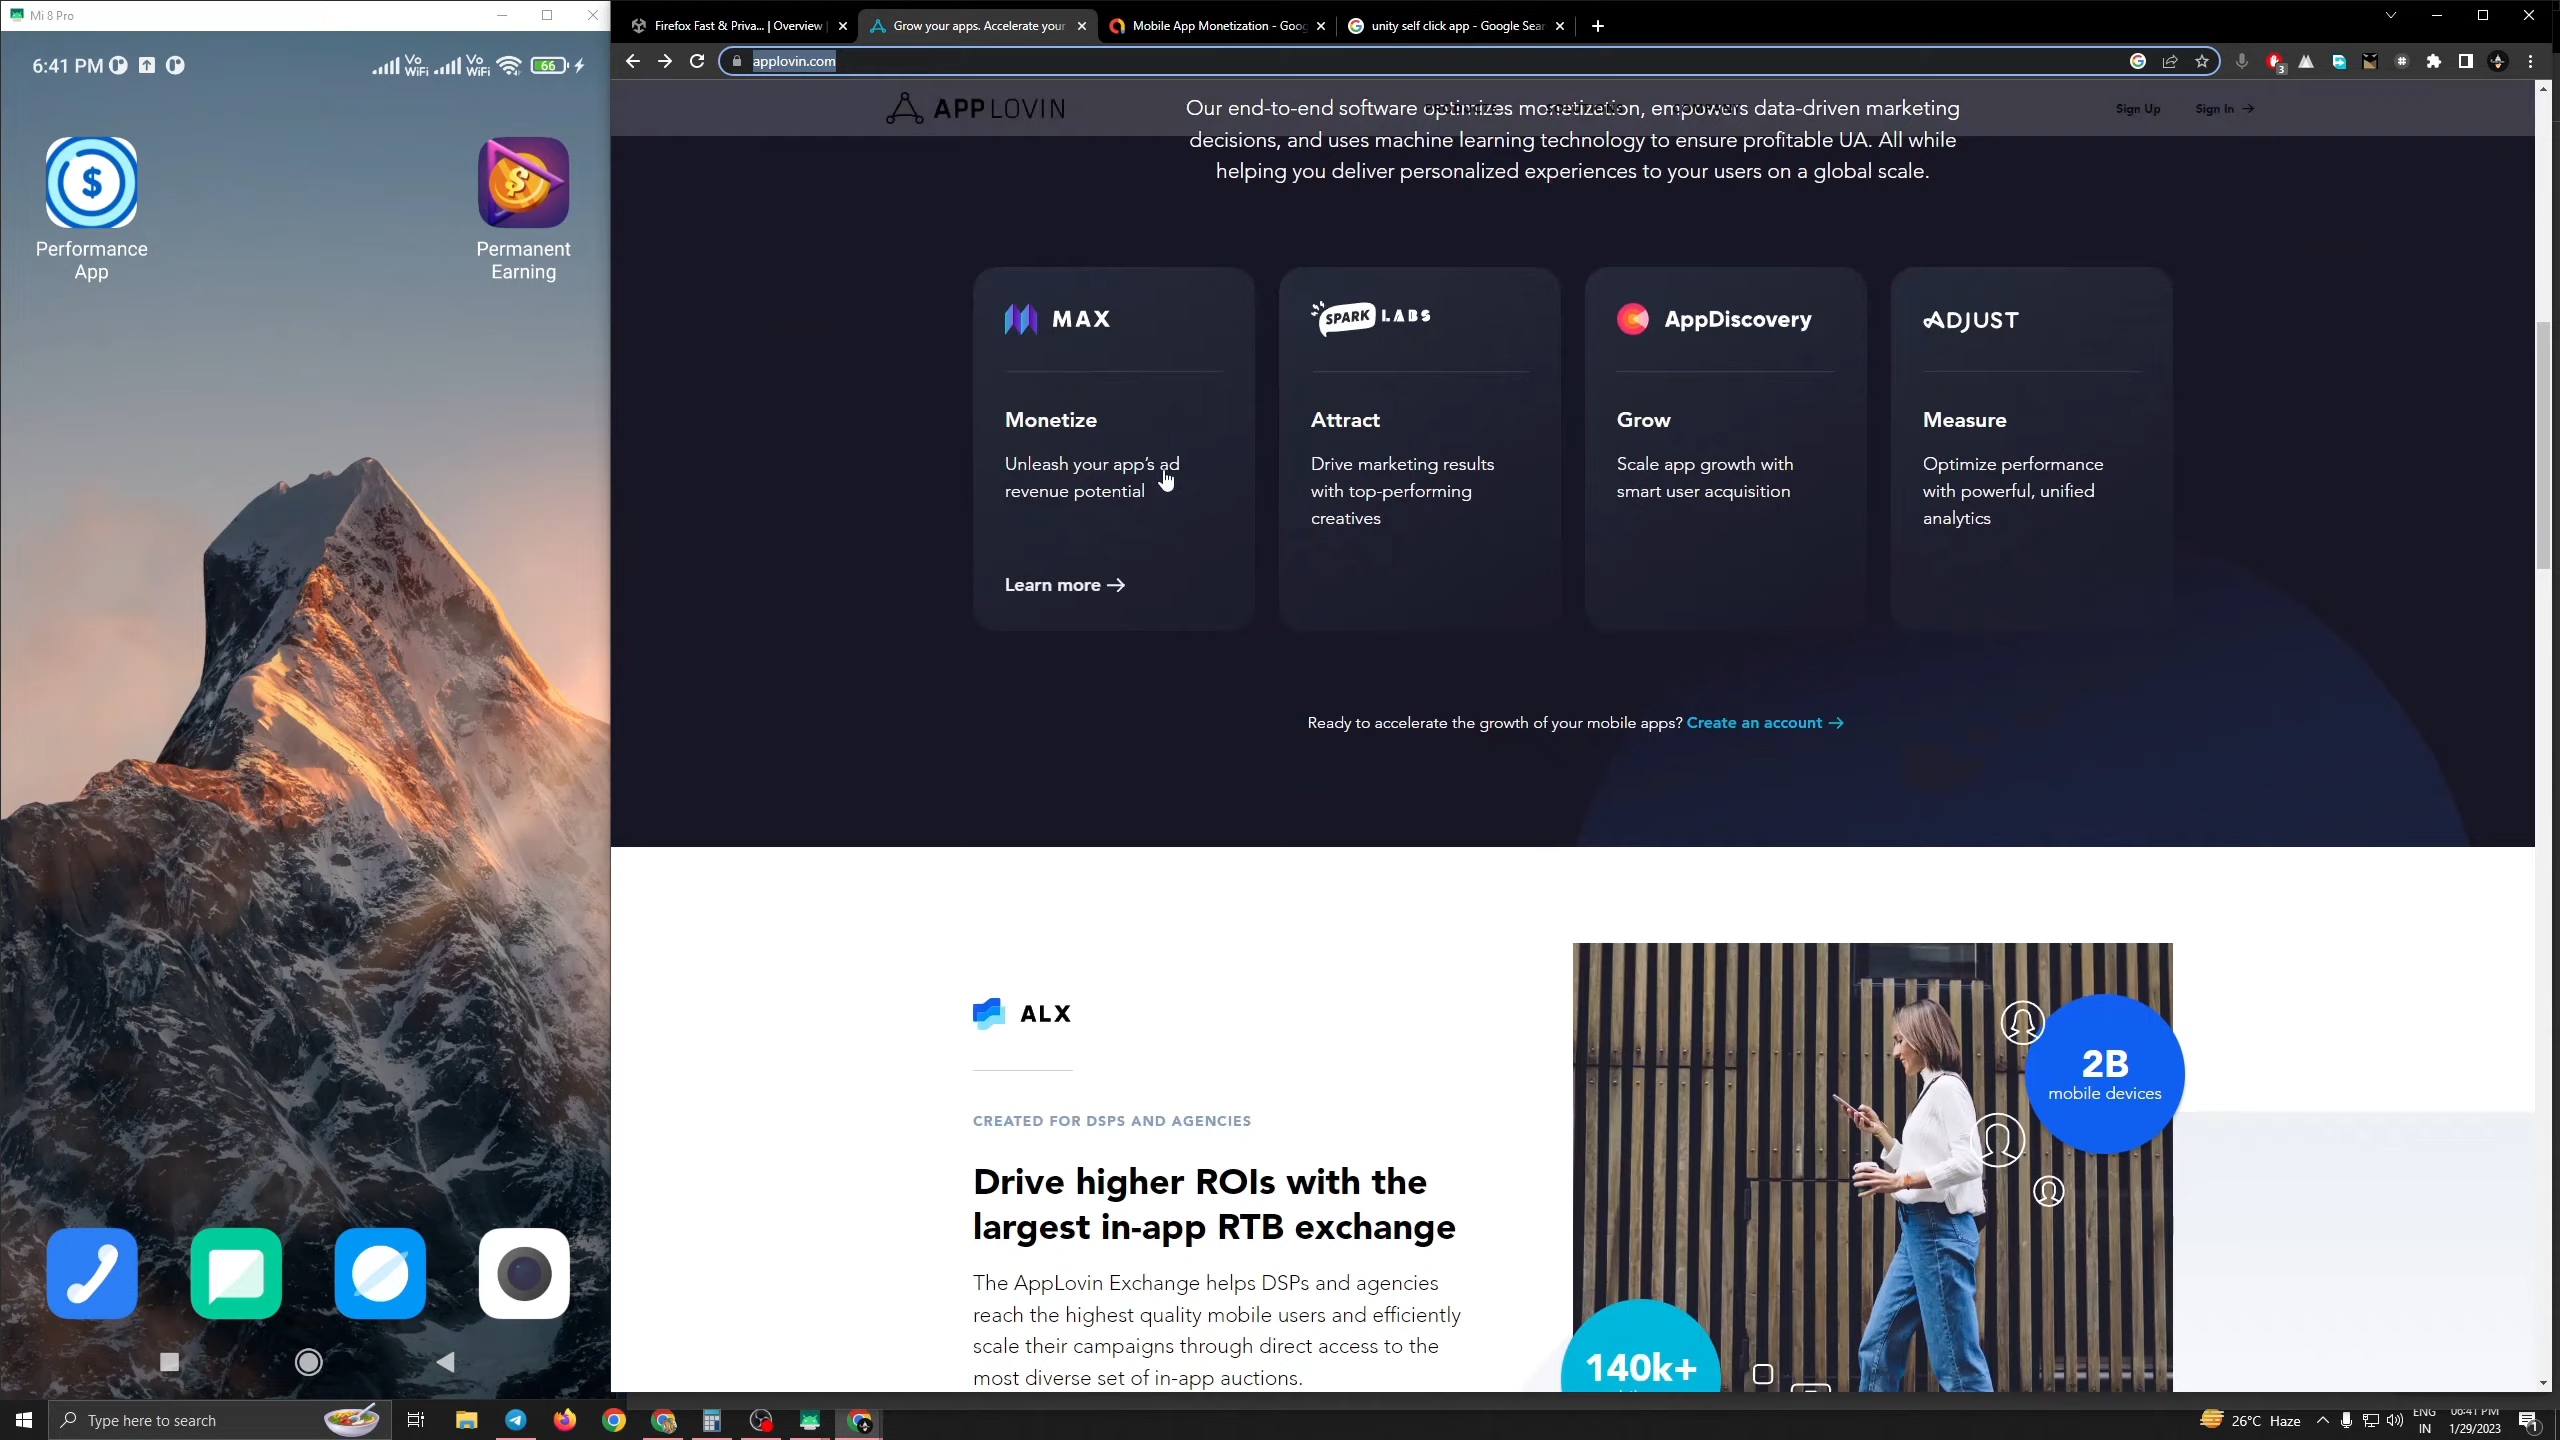 Mi 8 Pro
6:41 PM
Vo WiFi
Vo WiFi
66
Performance
App
Permanent
Earning
Firefox Fast & Priva... | Overview
Grow your apps. Accelerate your
Mobile App Monetization - Goog
unity self click app - Google Sear
applovin.com
3
APPLOVIN
Sign Up
Sign In →
Our end-to-end software optimizes monetization, empowers data-driven marketing
decisions, and uses machine learning technology to ensure profitable UA. All while
helping you deliver personalized experiences to your users on a global scale.
MAX
Monetize
Unleash your app's ad
revenue potential
Learn more →
SPARK LABS
Attract
Drive marketing results
with top-performing
creatives
AppDiscovery
Grow
Scale app growth with
smart user acquisition
ADJUST
Measure
Optimize performance
with powerful, unified
analytics
Ready to accelerate the growth of your mobile apps? Create an account →
ALX
CREATED FOR DSPS AND AGENCIES
Drive higher ROIs with the
largest in-app RTB exchange
The AppLovin Exchange helps DSPs and agencies
reach the highest quality mobile users and efficiently
scale their campaigns through direct access to the
most diverse set of in-app auctions.
2B
mobile devices
140k+
Type here to search
26°C Haze
ENG
IN
06:41 PM
1/29/2023
1